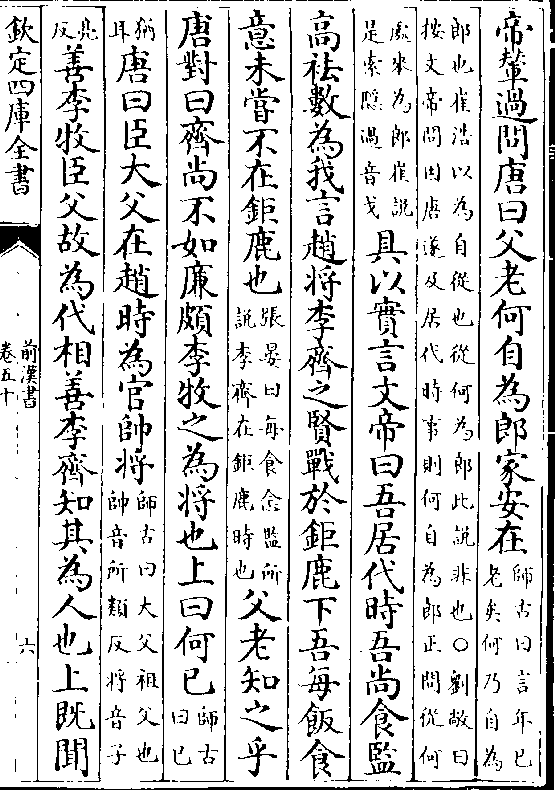 帝輦過問唐曰父老何自為郎家安在師古曰言年已老矣何乃自為
郎也崔浩以為自從也從何為郎此說非也〇劉敞曰按文帝問因唐遂及居代時事則何自為郎正問從何
處來為郎崔說是索隱過音戈具以實言文帝曰吾居代時吾尚食監
高祛數為我言趙將李齊之賢戰於鉅鹿下吾每飯食
意未嘗不在鉅鹿也張晏曰每食念監所說李齊在鉅鹿時也父老知之乎
唐對曰齊尚不如廉頗李牧之為將也上曰何已師古曰已
猶耳唐曰臣大父在趙時為官帥將師古曰大父祖父也帥音所類反將音子
亮反善李牧臣父故為代相善李齊知其為人也上既聞
欽定四庫全書
前漢書
卷五十
六